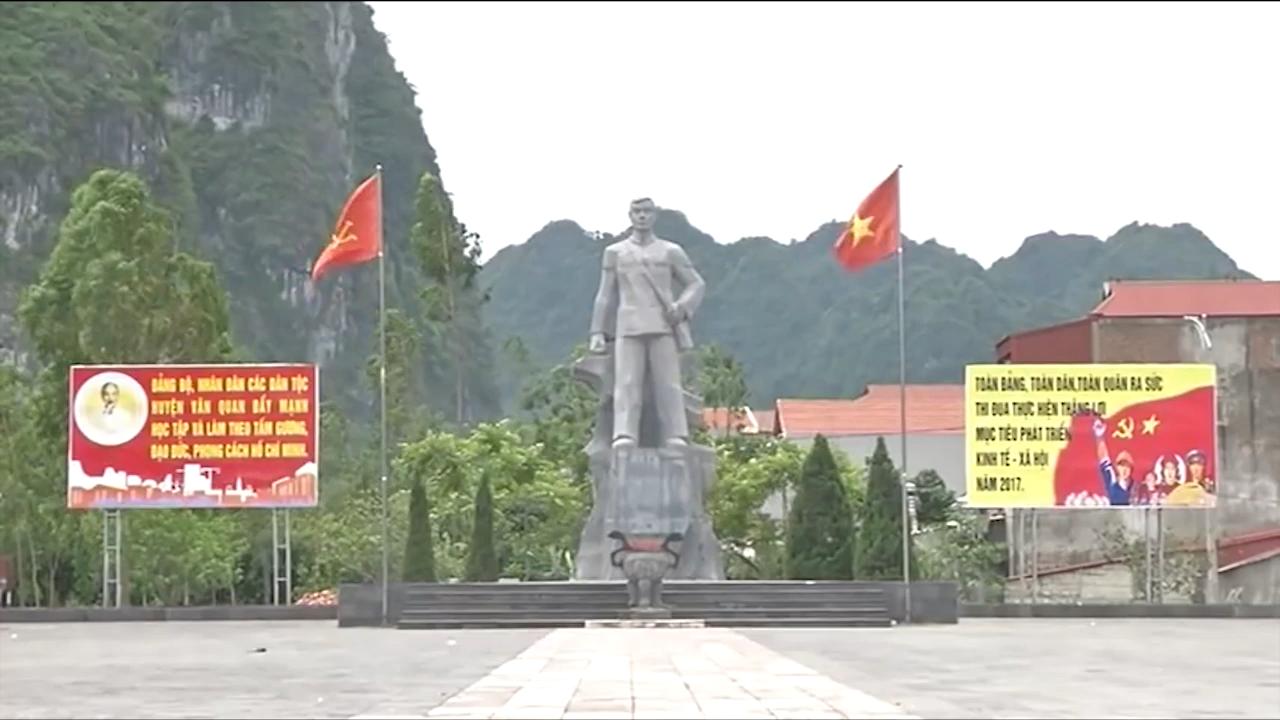 ĐẢNG BỘ, NHÂN DÂN CÁC DÂN TỘC
HUYỆN VĂN QUAN ĐẨY MẠNH
HỌC TẬP VÀ LÀM THEO TẤM GƯƠNG,
ĐẠO ĐỨC, PHONG CÁCH HỒ CHÍ MINH.
TOÀN ĐẢNG, TOÀN DÂN,TOÀN QUÂN RA SỨC
THI ĐUA THỰC HIỆN THẮNG LỢI
MỤC TIÊU PHÁT TRIỂN
KINH TẾ - XÃ HỘI
NĂM 2017.